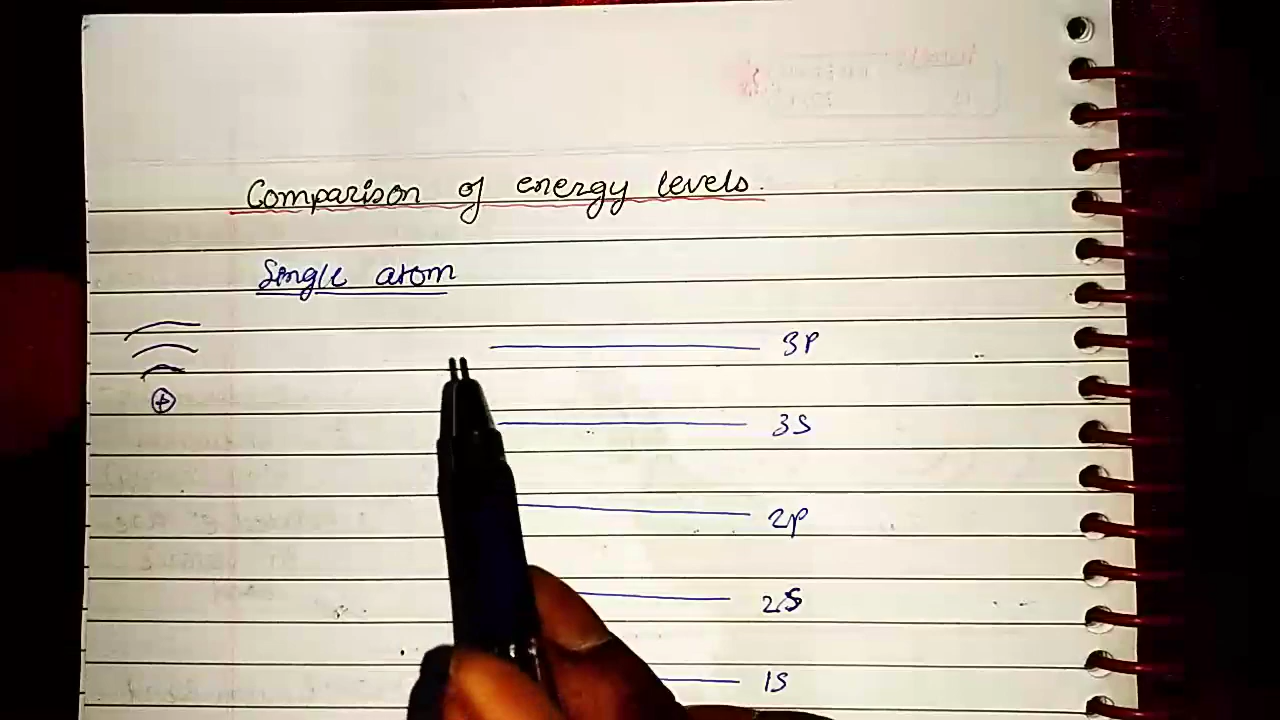 Comparison of energy levels.
Single atom
3P
+
3S
2P
2S
1S